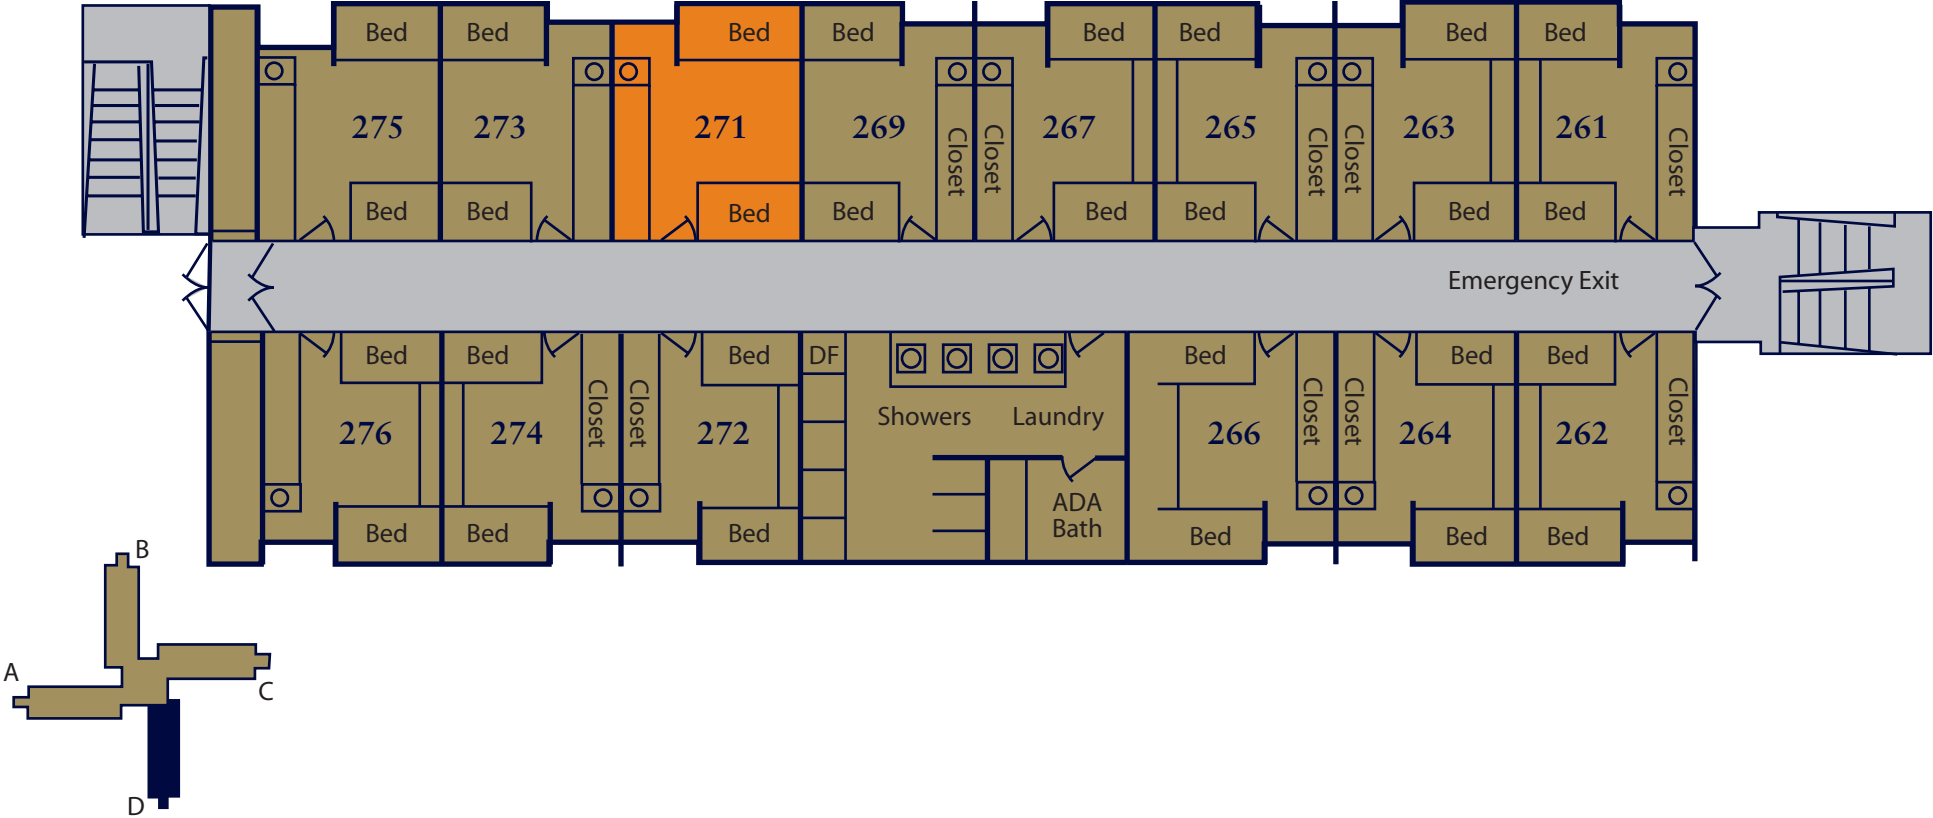 Bed Bed Bed Bed Bed Bed Bed Bed
275 273 271 269 267 265 263 261
Closet Closet Closet Closet Closet
Bed Bed Bed Bed Bed Bed Bed Bed
Emergency Exit
Bed Bed Bed DF Bed Bed Bed
Closet Closet Closet Closet Closet
Showers Laundry
276 274 272 266 264 262
ADA
Bath
Bed Bed Bed Bed Bed Bed
B
A
C
D